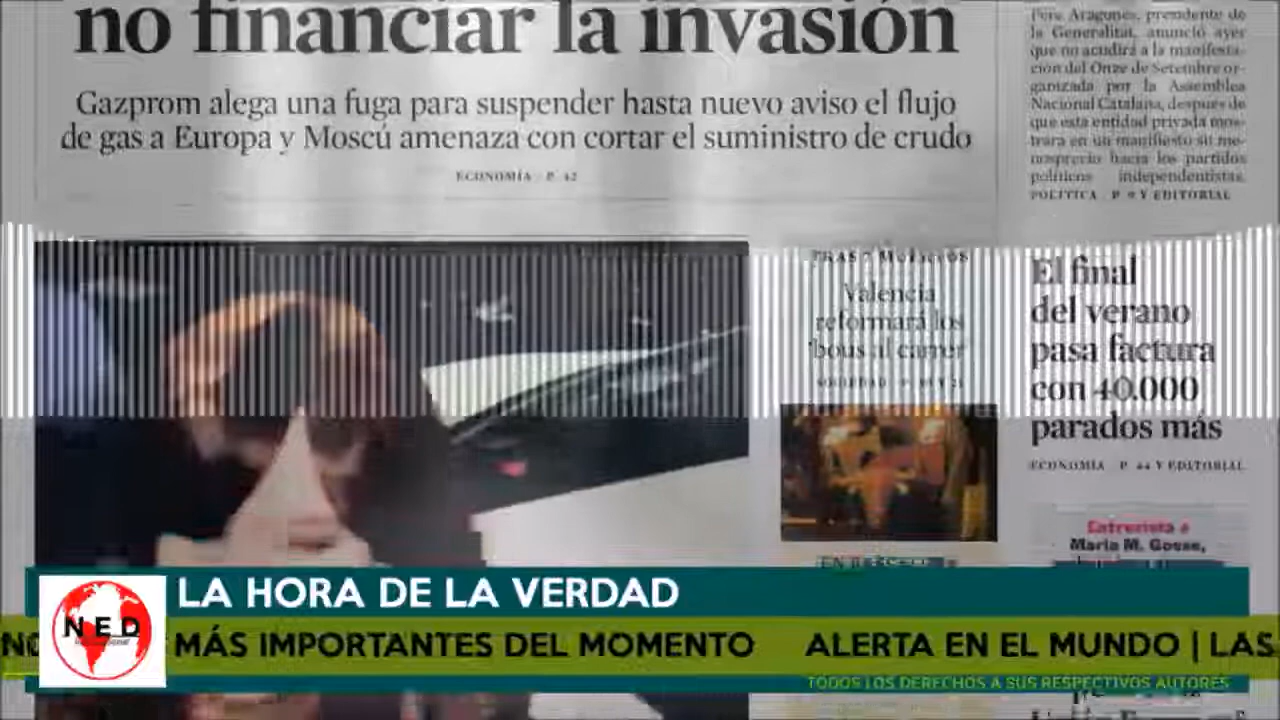 no financiar la invasión
Gazprom alega una fuga para suspender hasta nuevo aviso el flujo
de gas a Europa y Moscú amenaza con cortar el suministro de crudo
ECONOMÍA P. 42
Pere Aragonès, presidente de
la Generalitat, anunció ayer
que no acudirá a la manifesta-
ción del Onze de Setembre or-
ganizada por la Assemblea
Nacional Catalana, después de
que esta entidad privada mos-
trara en un manifiesto su me-
nosprecio hacia los partidos
políticos independentistas.
POLÍTICA P. 9 Y EDITORIAL
TRAS 7 MUERTOS
Valencia
reformará los
'bous al carrer'
SOCIEDAD
El final
del verano
pasa factura
con 40.000
parados más
ECONOMÍA P. 44 Y EDITORIAL
Entrevista a
Maria M. Gosse,
LA HORA DE LA VERDAD
NED
MÁS IMPORTANTES DEL MOMENTO ALERTA EN EL MUNDO | LAS
TODOS LOS DERECHOS A SUS RESPECTIVOS AUTORES